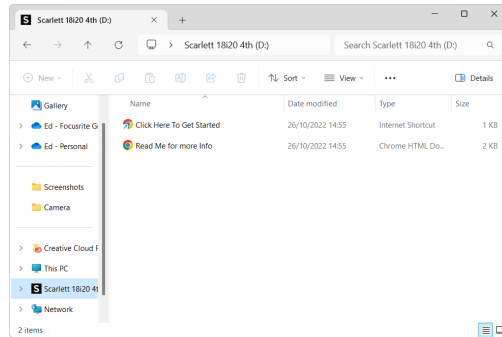 Scarlett 18i20 4th (D:)
Scarlett 18i20 4th (D:)
Search Scarlett 18i20 4th (D:)
New
Sort
View
Details
Gallery
Ed - Focusrite G
Ed - Personal
Screenshots
Camera
Creative Cloud F
This PC
Scarlett 18i20 4t
Network
Name Date modified Type Size
Click Here To Get Started 26/10/2022 14:55 Internet Shortcut 1 KB
Read Me for more Info 26/10/2022 14:55 Chrome HTML Do... 2 KB
2 items